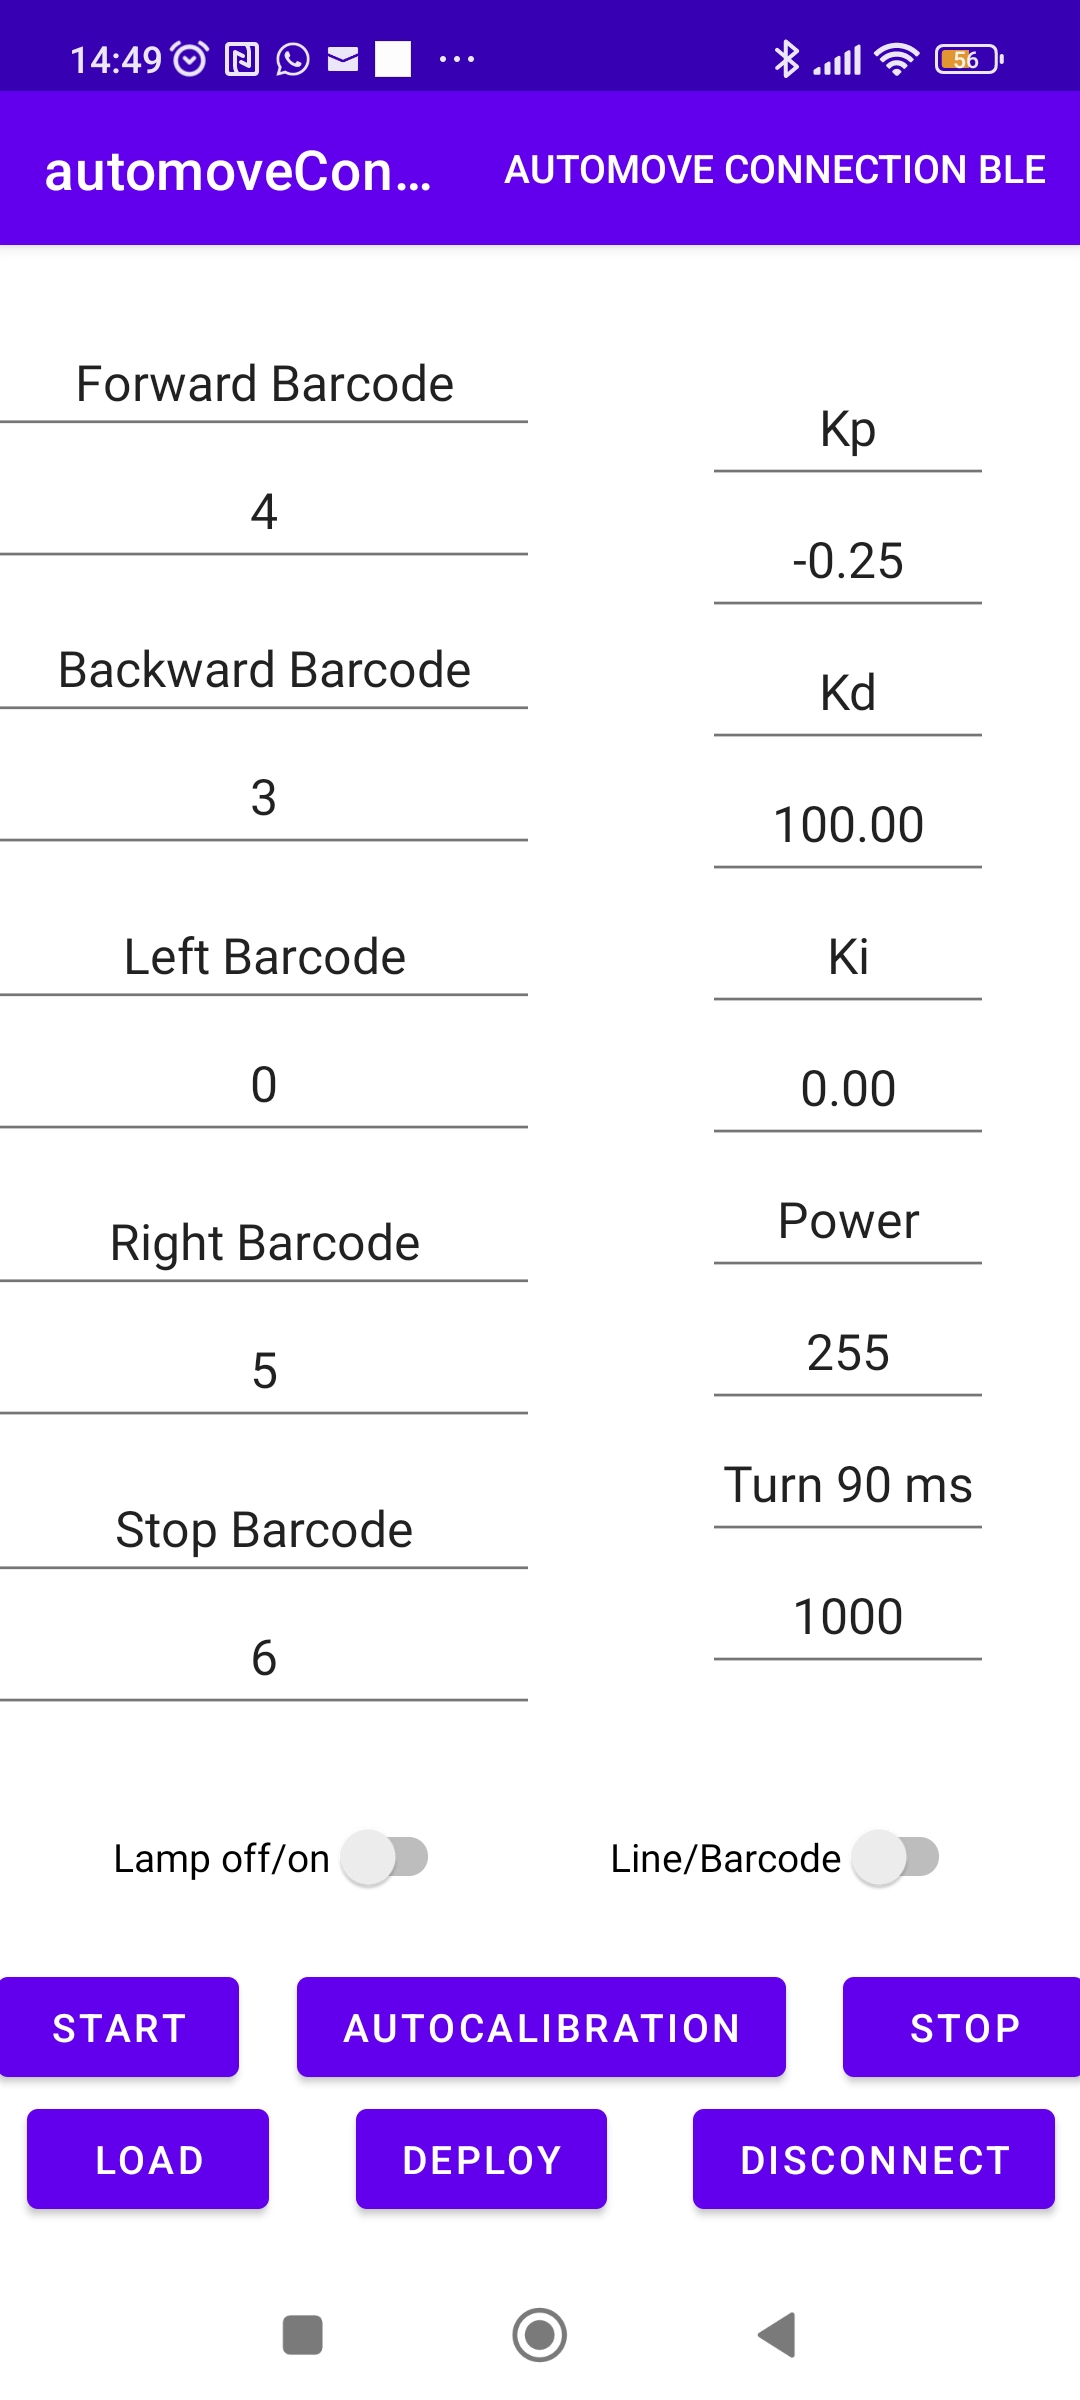 14:49
56
automoveCon...
AUTOMOVE CONNECTION BLE
Forward Barcode
4
Backward Barcode
3
Left Barcode
0
Right Barcode
5
Stop Barcode
6
Kp
-0.25
Kd
100.00
Ki
0.00
Power
255
Turn 90 ms
1000
Lamp off/on
Line/Barcode
START
AUTOCALIBRATION
STOP
LOAD
DEPLOY
DISCONNECT